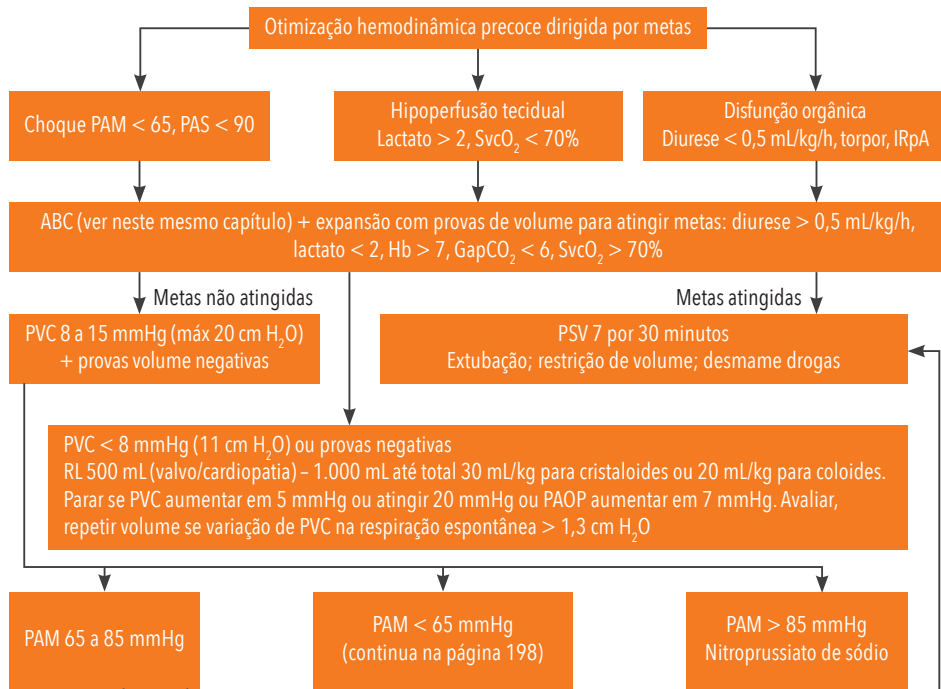 Otimização hemodinâmica precoce dirigida por metas
Choque PAM < 65, PAS < 90
Hipoperfusão tecidual
Lactato > 2, SvcO₂ < 70%
Disfunção orgânica
Diurese < 0,5 mL/kg/h, torpor, IRpA
ABC (ver neste mesmo capítulo) + expansão com provas de volume para atingir metas: diurese > 0,5 mL/kg/h,
lactato < 2, Hb > 7, GapCO₂ < 6, SvcO₂ > 70%
Metas não atingidas
Metas atingidas
PVC 8 a 15 mmHg (máx 20 cm H₂O)
+ provas volume negativas
PSV 7 por 30 minutos
Extubação; restrição de volume; desmame drogas
PVC < 8 mmHg (11 cm H₂O) ou provas negativas
RL 500 mL (valvo/cardiopatia) – 1.000 mL até total 30 mL/kg para cristaloides ou 20 mL/kg para coloides.
Parar se PVC aumentar em 5 mmHg ou atingir 20 mmHg ou PAOP aumentar em 7 mmHg. Avaliar,
repetir volume se variação de PVC na respiração espontânea > 1,3 cm H₂O
PAM 65 a 85 mmHg
PAM < 65 mmHg
(continua na página 198)
PAM > 85 mmHg
Nitroprussiato de sódio